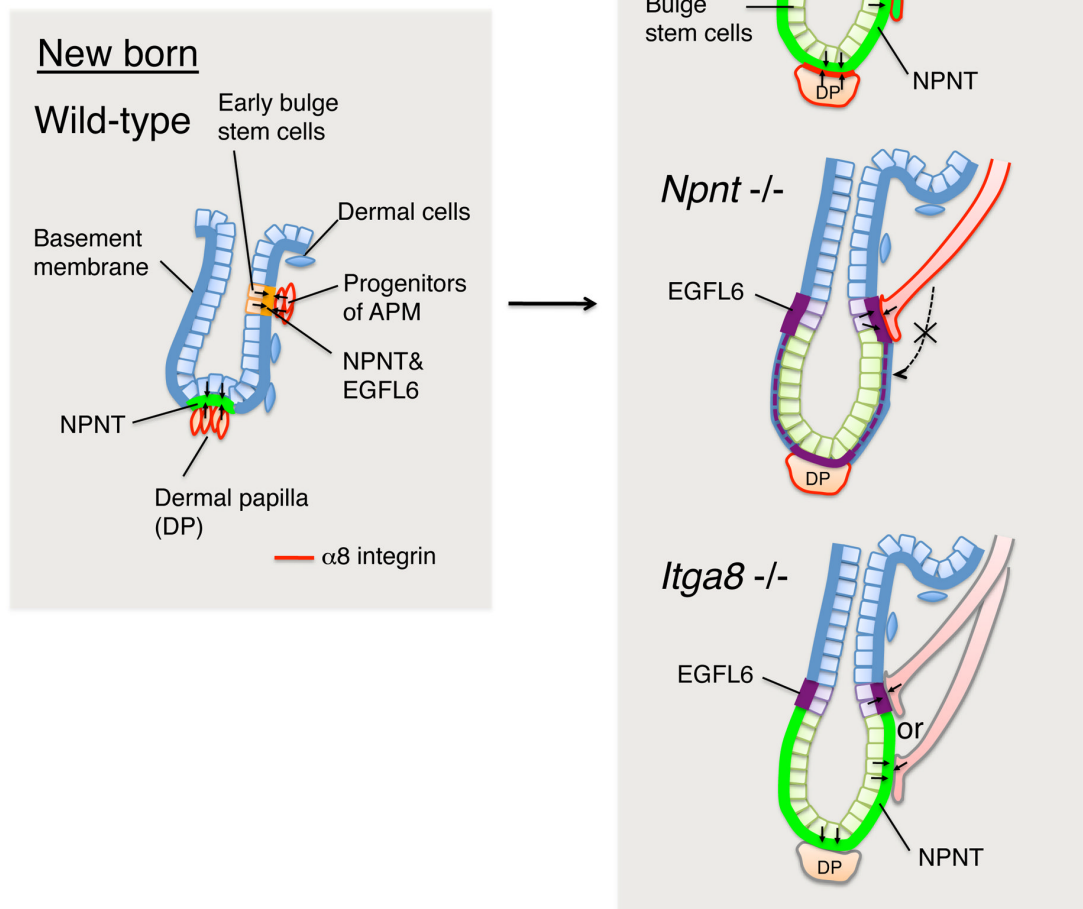 New born
Wild-type
Early bulge
stem cells
Dermal cells
Basement
membrane
Progenitors
of APM
NPNT&
EGFL6
NPNT
Dermal papilla
(DP)
α8 integrin
Bulge
stem cells
NPNT
DP
Npnt -/-
EGFL6
DP
Itga8 -/-
EGFL6
or
NPNT
DP